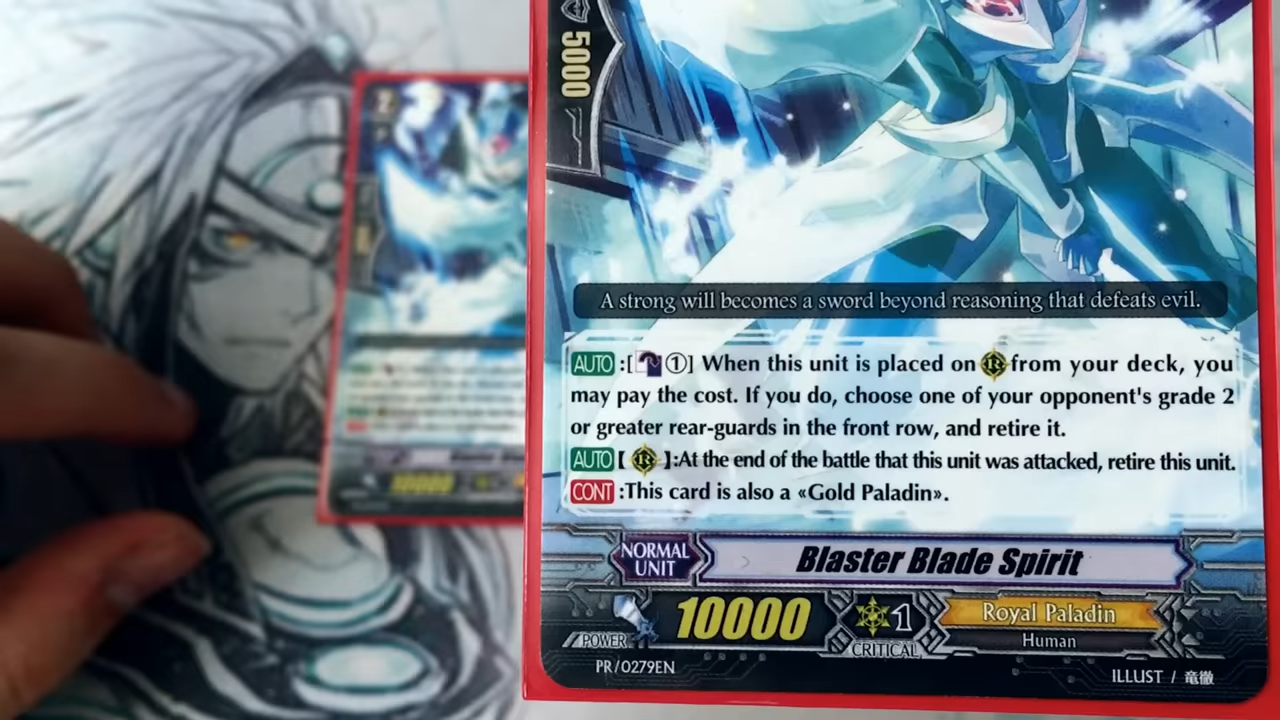 5000
A strong will becomes a sword beyond reasoning that defeats evil.
AUTO :[ ①] When this unit is placed on R from your deck, you
may pay the cost. If you do, choose one of your opponent's grade 2
or greater rear-guards in the front row, and retire it.
AUTO【 R 】:At the end of the battle that this unit was attacked, retire this unit.
CONT :This card is also a «Gold Paladin».
NORMAL
UNIT
Blaster Blade Spirit
POWER
10000
1
CRITICAL
Royal Paladin
Human
PR/0279EN
ILLUST / 竜徹
10000